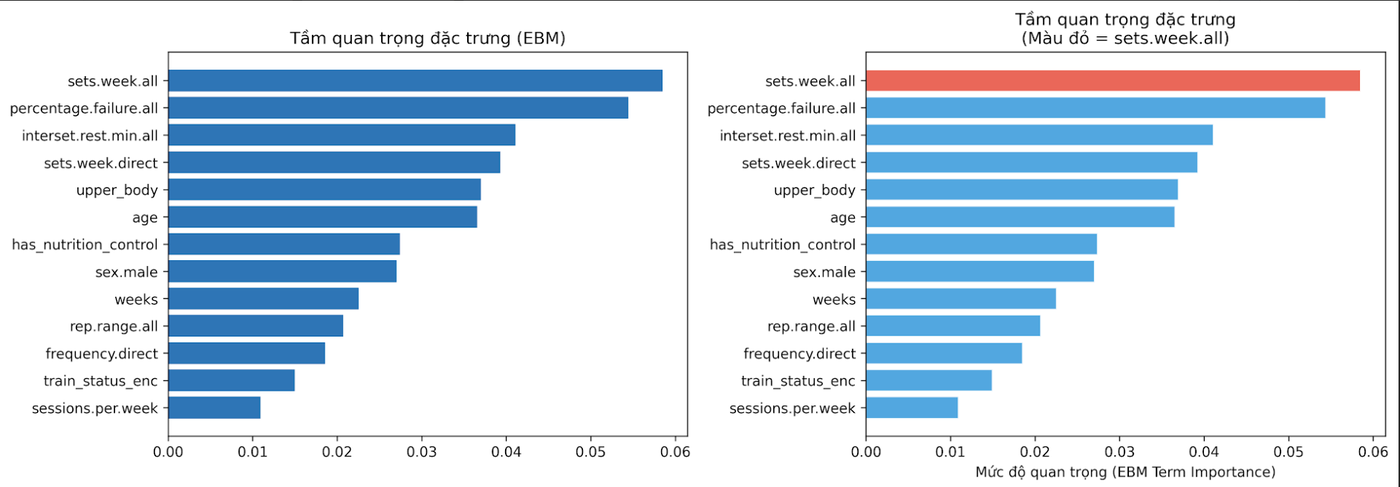 Tầm quan trọng đặc trưng (EBM)
sets.week.all
percentage.failure.all
interset.rest.min.all
sets.week.direct
upper_body
age
has_nutrition_control
sex.male
weeks
rep.range.all
frequency.direct
train_status_enc
sessions.per.week
0.00 0.01 0.02 0.03 0.04 0.05 0.06
Tầm quan trọng đặc trưng
(Màu đỏ = sets.week.all)
sets.week.all
percentage.failure.all
interset.rest.min.all
sets.week.direct
upper_body
age
has_nutrition_control
sex.male
weeks
rep.range.all
frequency.direct
train_status_enc
sessions.per.week
0.00 0.01 0.02 0.03 0.04 0.05 0.06
Mức độ quan trọng (EBM Term Importance)